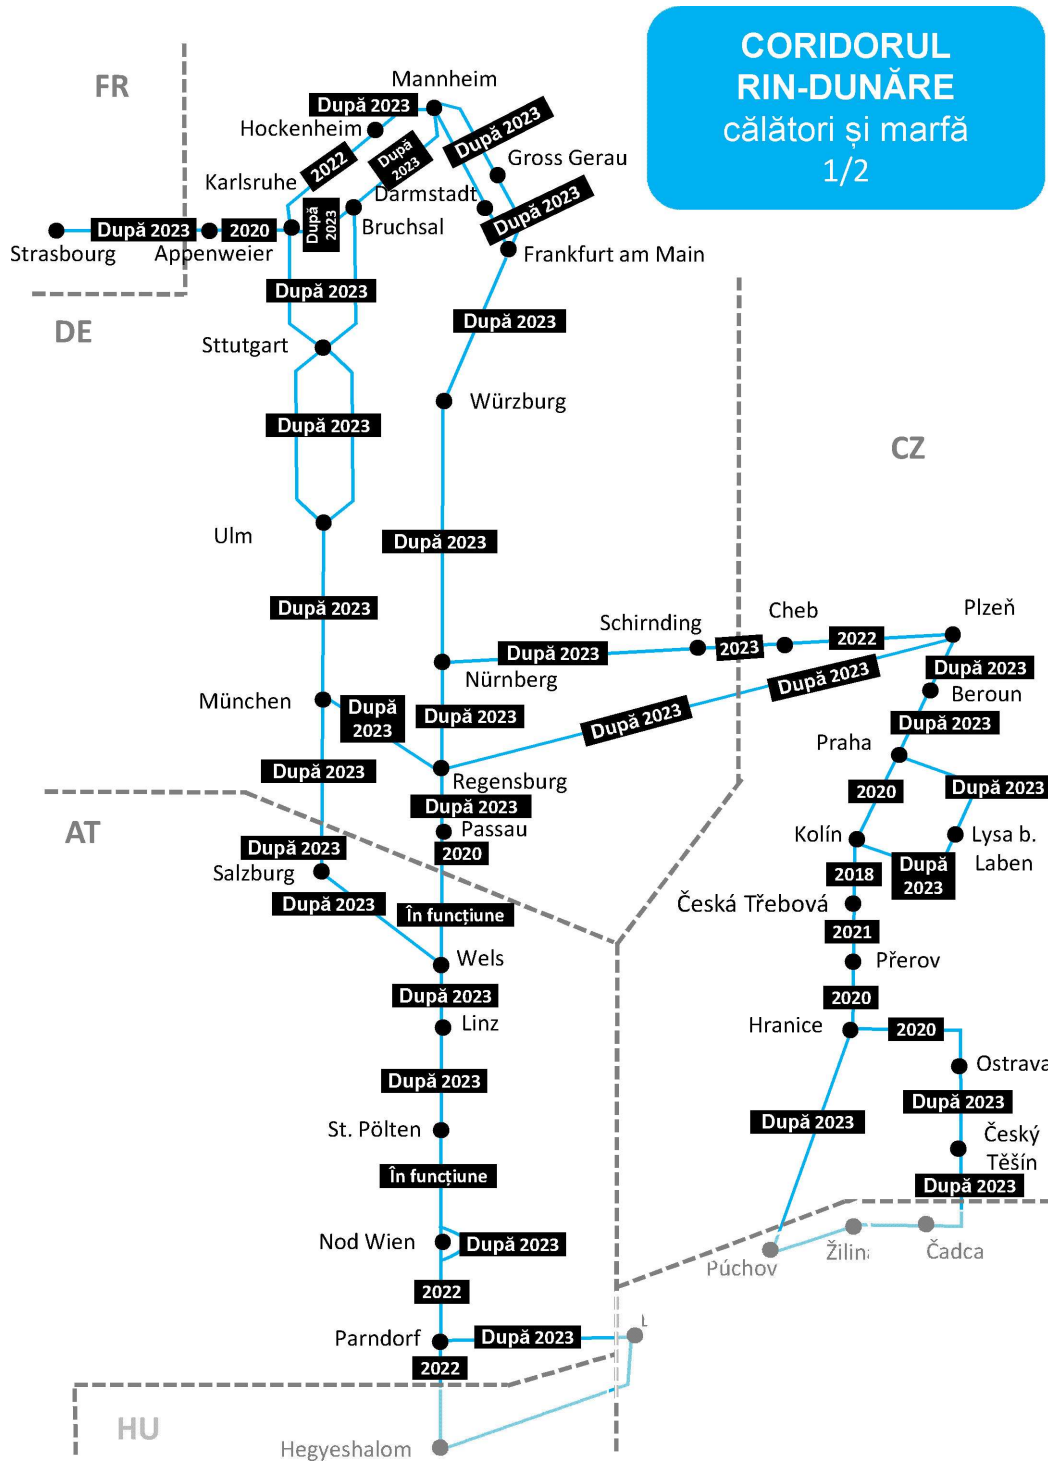 CORIDORUL
RIN-DUNĂRE
călători și marfă
1/2
FR
Mannheim
După 2023
Hockenheim
După 2023
După
2023
Gross Gerau
2022
Karlsruhe
Darmstadt
După 2023
După
2023
Bruchsal
După 2023
2020
Strasbourg
Appenweier
Frankfurt am Main
După 2023
După 2023
DE
Sttutgart
Würzburg
După 2023
CZ
Ulm
După 2023
După 2023
Schirnding
Cheb
Plzeň
După 2023
2023
2022
Nürnberg
După 2023
După 2023
Beroun
München
După
2023
După 2023
După 2023
După 2023
Praha
După 2023
Regensburg
2020
După 2023
După 2023
AT
Passau
Kolín
Lysa b.
Laben
După 2023
2020
Salzburg
După
2023
2018
După 2023
În funcțiune
Česká Třebová
2021
Wels
Přerov
După 2023
2020
Linz
Hranice
2020
Ostrava
După 2023
După 2023
După 2023
St. Pölten
Český
Těšín
În funcțiune
După 2023
Nod Wien
După 2023
Púchov
Čadca
2022
Parndorf
După 2023
2022
HU
Hegyeshalom